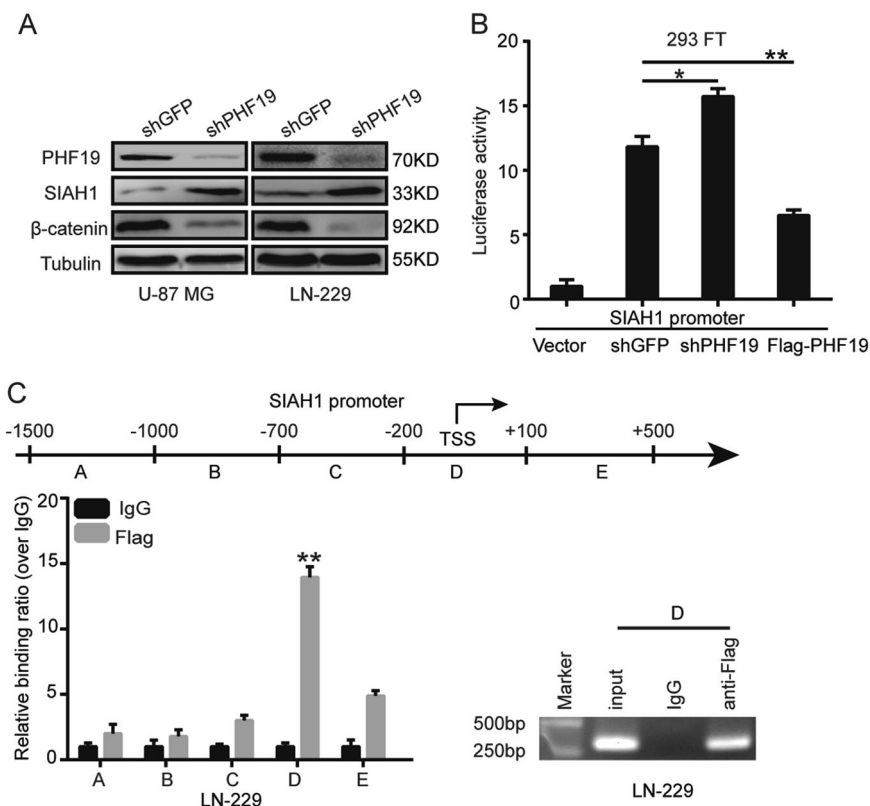 A
shGFP shPHF19 shGFP shPHF19
PHF19 70KD
SIAH1 33KD
β-catenin 92KD
Tubulin 55KD
U-87 MG LN-229
B
293 FT
**
*
Luciferase activity
20
15
10
5
0
SIAH1 promoter
Vector shGFP shPHF19 Flag-PHF19
C
SIAH1 promoter
-1500 -1000 -700 -200 TSS +100 +500
A B C D E
Relative binding ratio (over IgG)
20
15
10
5
0
IgG
Flag
**
A B C D E
LN-229
D
Marker input IgG anti-Flag
500bp
250bp
LN-229